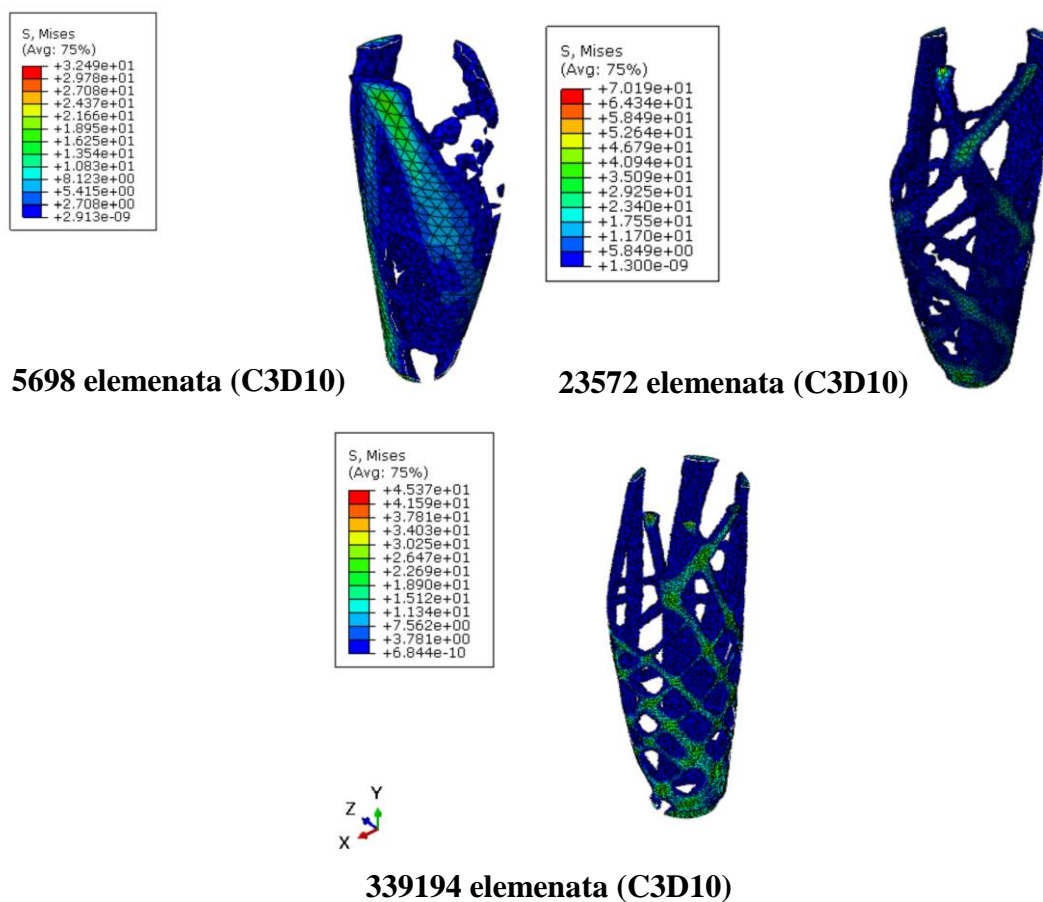 S, Mises
(Avg: 75%)
+3.249e+01
+2.978e+01
+2.708e+01
+2.437e+01
+2.166e+01
+1.895e+01
+1.625e+01
+1.354e+01
+1.083e+01
+8.123e+00
+5.415e+00
+2.708e+00
+2.913e-09
5698 elemenata (C3D10)
S, Mises
(Avg: 75%)
+7.019e+01
+6.434e+01
+5.849e+01
+5.264e+01
+4.679e+01
+4.094e+01
+3.509e+01
+2.925e+01
+2.340e+01
+1.755e+01
+1.170e+01
+5.849e+00
+1.300e-09
23572 elemenata (C3D10)
S, Mises
(Avg: 75%)
+4.537e+01
+4.159e+01
+3.781e+01
+3.403e+01
+3.025e+01
+2.647e+01
+2.269e+01
+1.890e+01
+1.512e+01
+1.134e+01
+7.562e+00
+3.781e+00
+6.844e-10
Y
Z
X
339194 elemenata (C3D10)